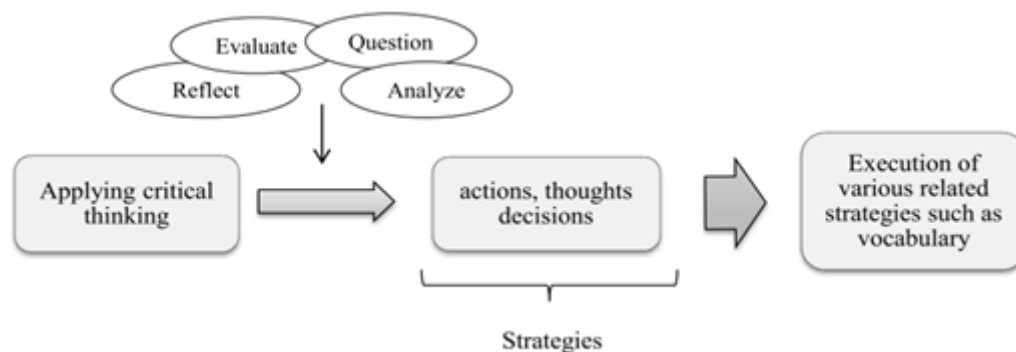 Evaluate
Question
Reflect
Analyze
Applying critical
thinking
actions, thoughts
decisions
Execution of
various related
strategies such as
vocabulary
Strategies